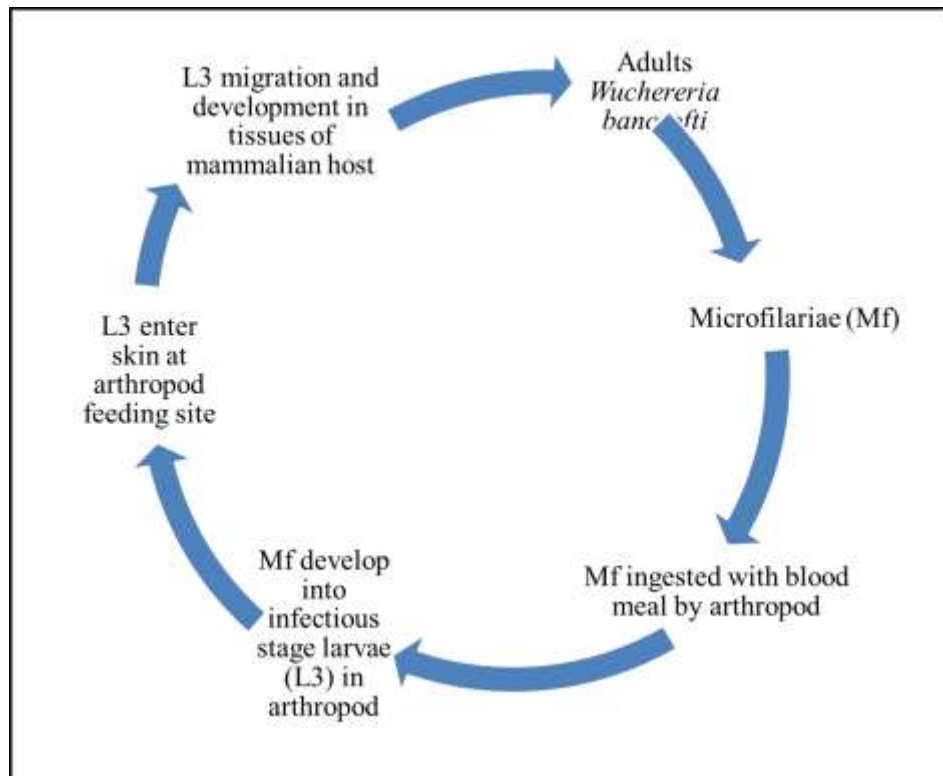 Adults
Wuchereria
bancrofti
Microfilariae (Mf)
Mf ingested with blood
meal by arthropod
Mf develop
into
infectious
stage larvae
(L3) in
arthropod
L3 enter
skin at
arthropod
feeding site
L3 migration and
development in
tissues of
mammalian host